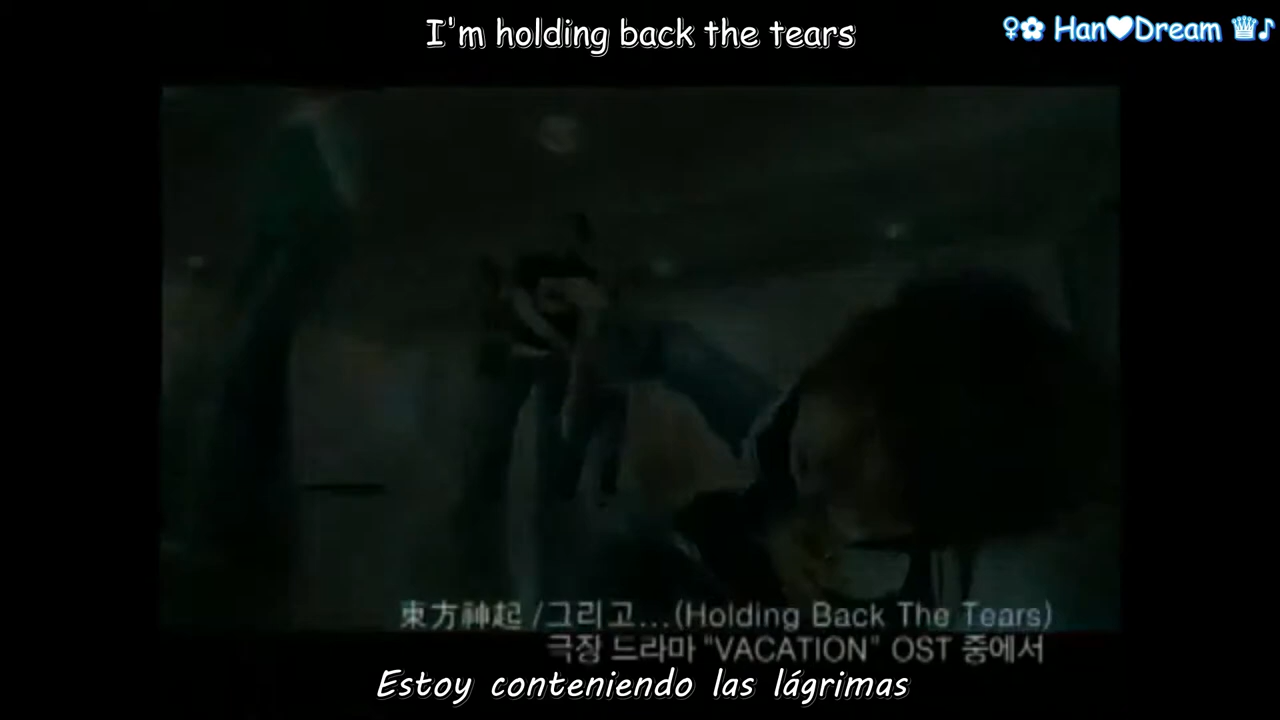 I'm holding back the tears
♀✿ Han♥Dream ♛♪
東方神起 /그리고...(Holding Back The Tears)
극장 드라마 "VACATION" OST 중에서
Estoy conteniendo las lágrimas